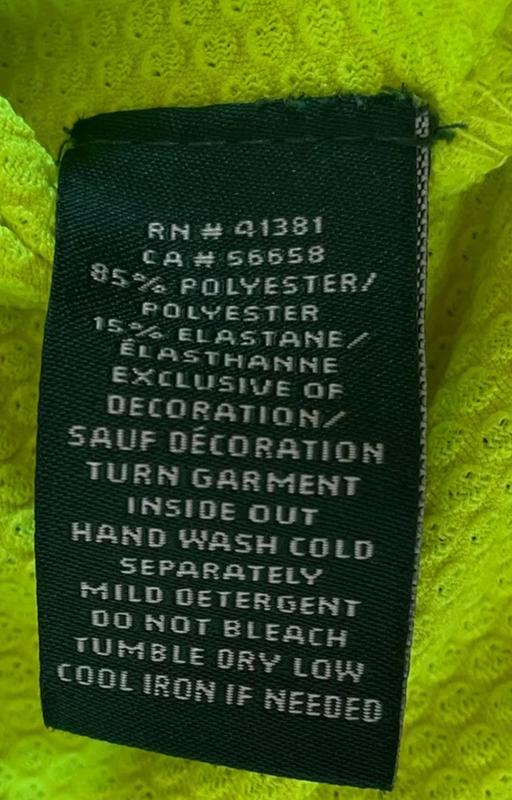 RN # 41381
CA # 56658
85% POLYESTER/
POLYESTER
15% ELASTANE/
ÉLASTHANNE
EXCLUSIVE OF
DECORATION/
SAUF DÉCORATION
TURN GARMENT
INSIDE OUT
HAND WASH COLD
SEPARATELY
MILD DETERGENT
DO NOT BLEACH
TUMBLE DRY LOW
COOL IRON IF NEEDED